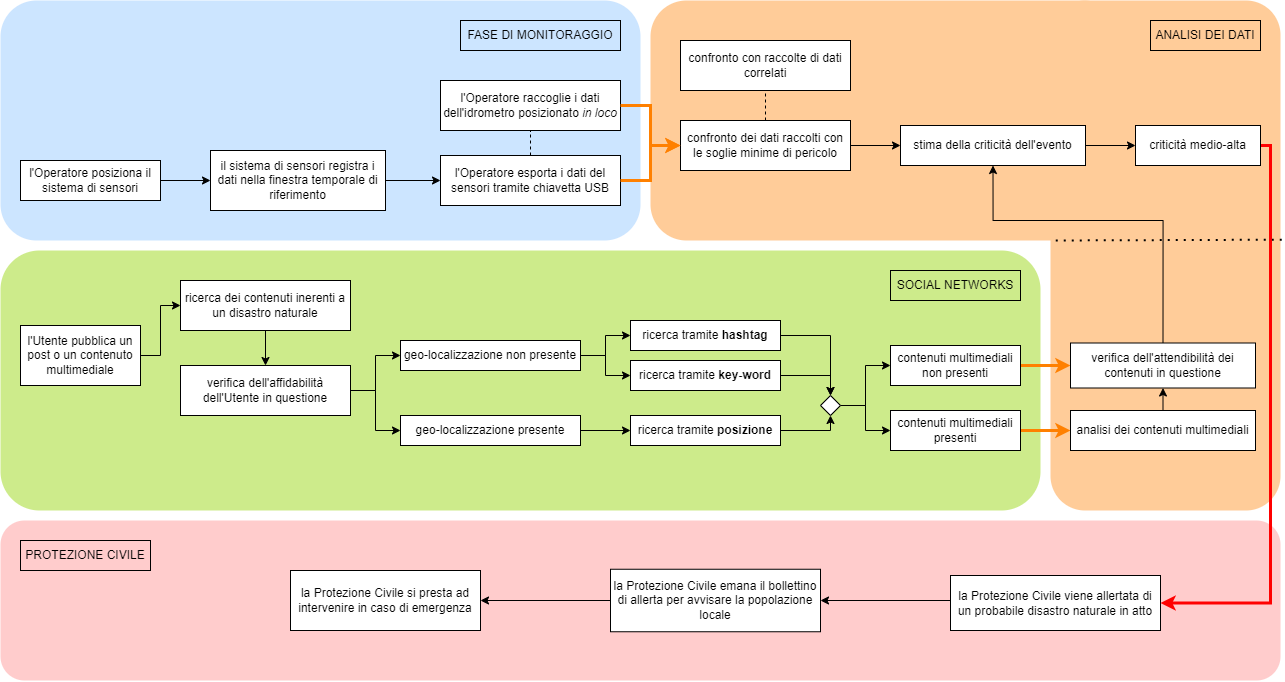 FASE DI MONITORAGGIO
l'Operatore raccoglie i dati
dell'idrometro posizionato in loco
l'Operatore posiziona il
sistema di sensori
il sistema di sensori registra i
dati nella finestra temporale di
riferimento
l'Operatore esporta i dati del
sensori tramite chiavetta USB
ANALISI DEI DATI
confronto con raccolte di dati
correlati
confronto dei dati raccolti con
le soglie minime di pericolo
stima della criticità dell'evento
criticità medio-alta
SOCIAL NETWORKS
l'Utente pubblica un
post o un contenuto
multimediale
ricerca dei contenuti inerenti a
un disastro naturale
verifica dell'affidabilità
dell'Utente in questione
geo-localizzazione non presente
geo-localizzazione presente
ricerca tramite hashtag
ricerca tramite key-word
ricerca tramite posizione
contenuti multimediali
non presenti
contenuti multimediali
presenti
verifica dell'attendibilità dei
contenuti in questione
analisi dei contenuti multimediali
PROTEZIONE CIVILE
la Protezione Civile si presta ad
intervenire in caso di emergenza
la Protezione Civile emana il bollettino
di allerta per avvisare la popolazione
locale
la Protezione Civile viene allertata di
un probabile disastro naturale in atto